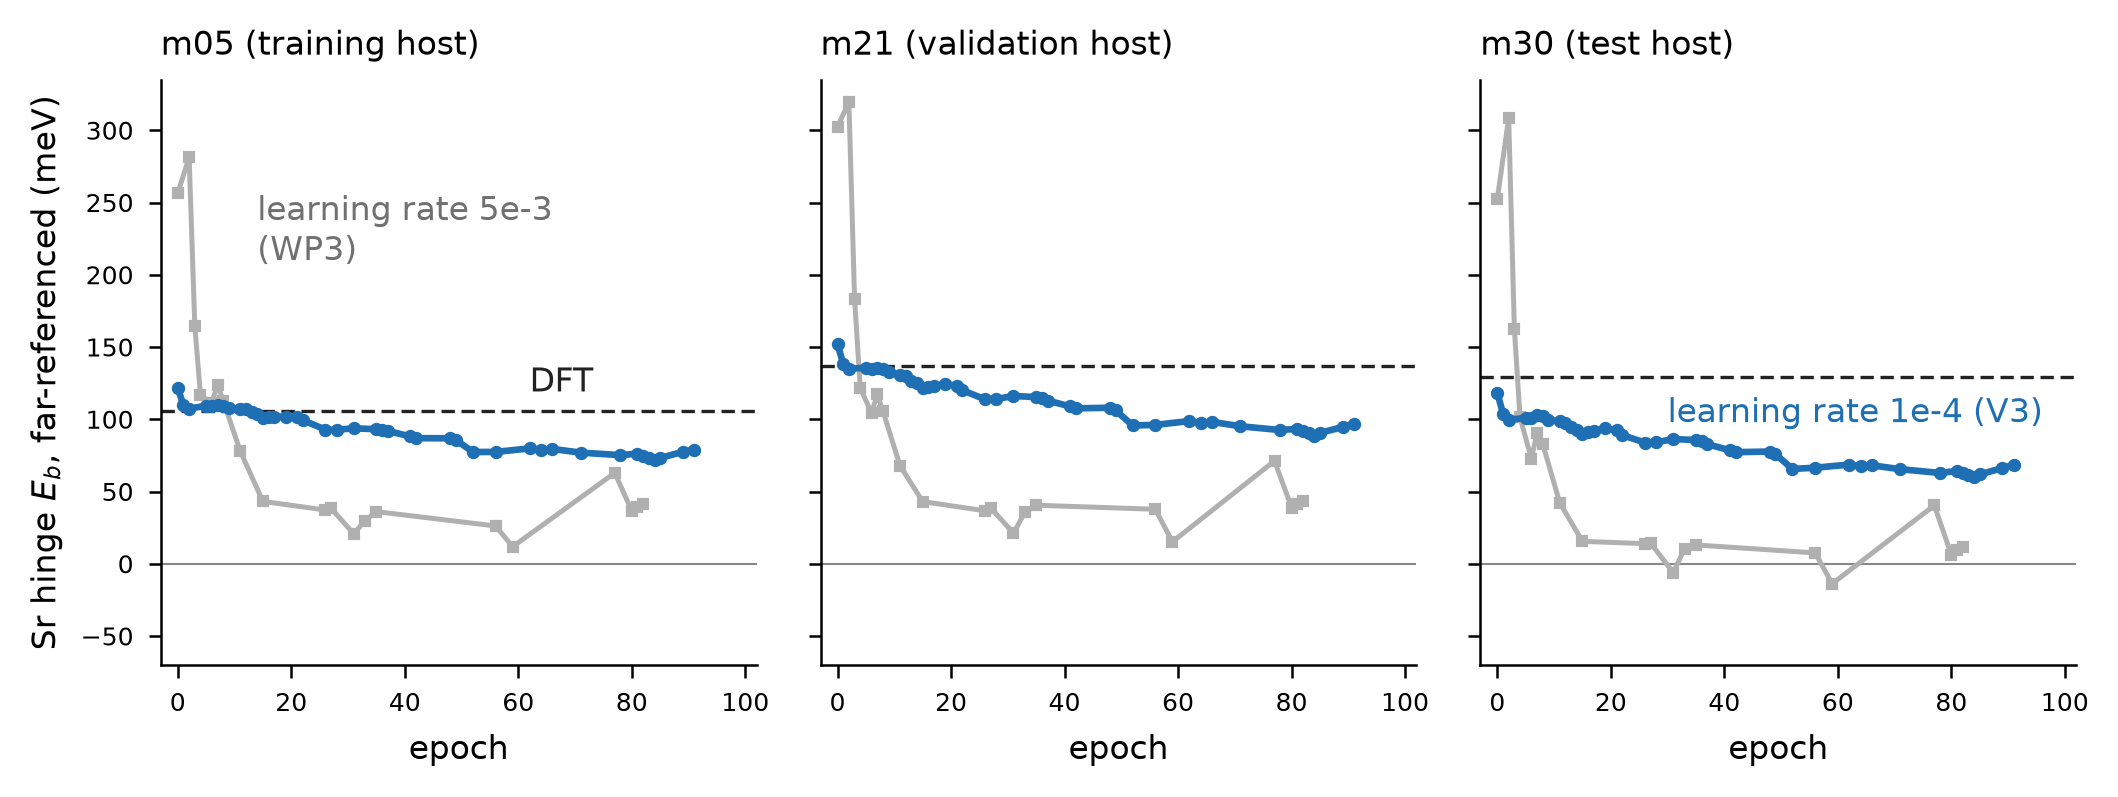 m05 (training host)
m21 (validation host)
m30 (test host)
Sr hinge E_b, far-referenced (meV)
300
250
200
150
100
50
0
−50
learning rate 5e-3
(WP3)
DFT
learning rate 1e-4 (V3)
0 20 40 60 80 100
0 20 40 60 80 100
0 20 40 60 80 100
epoch
epoch
epoch